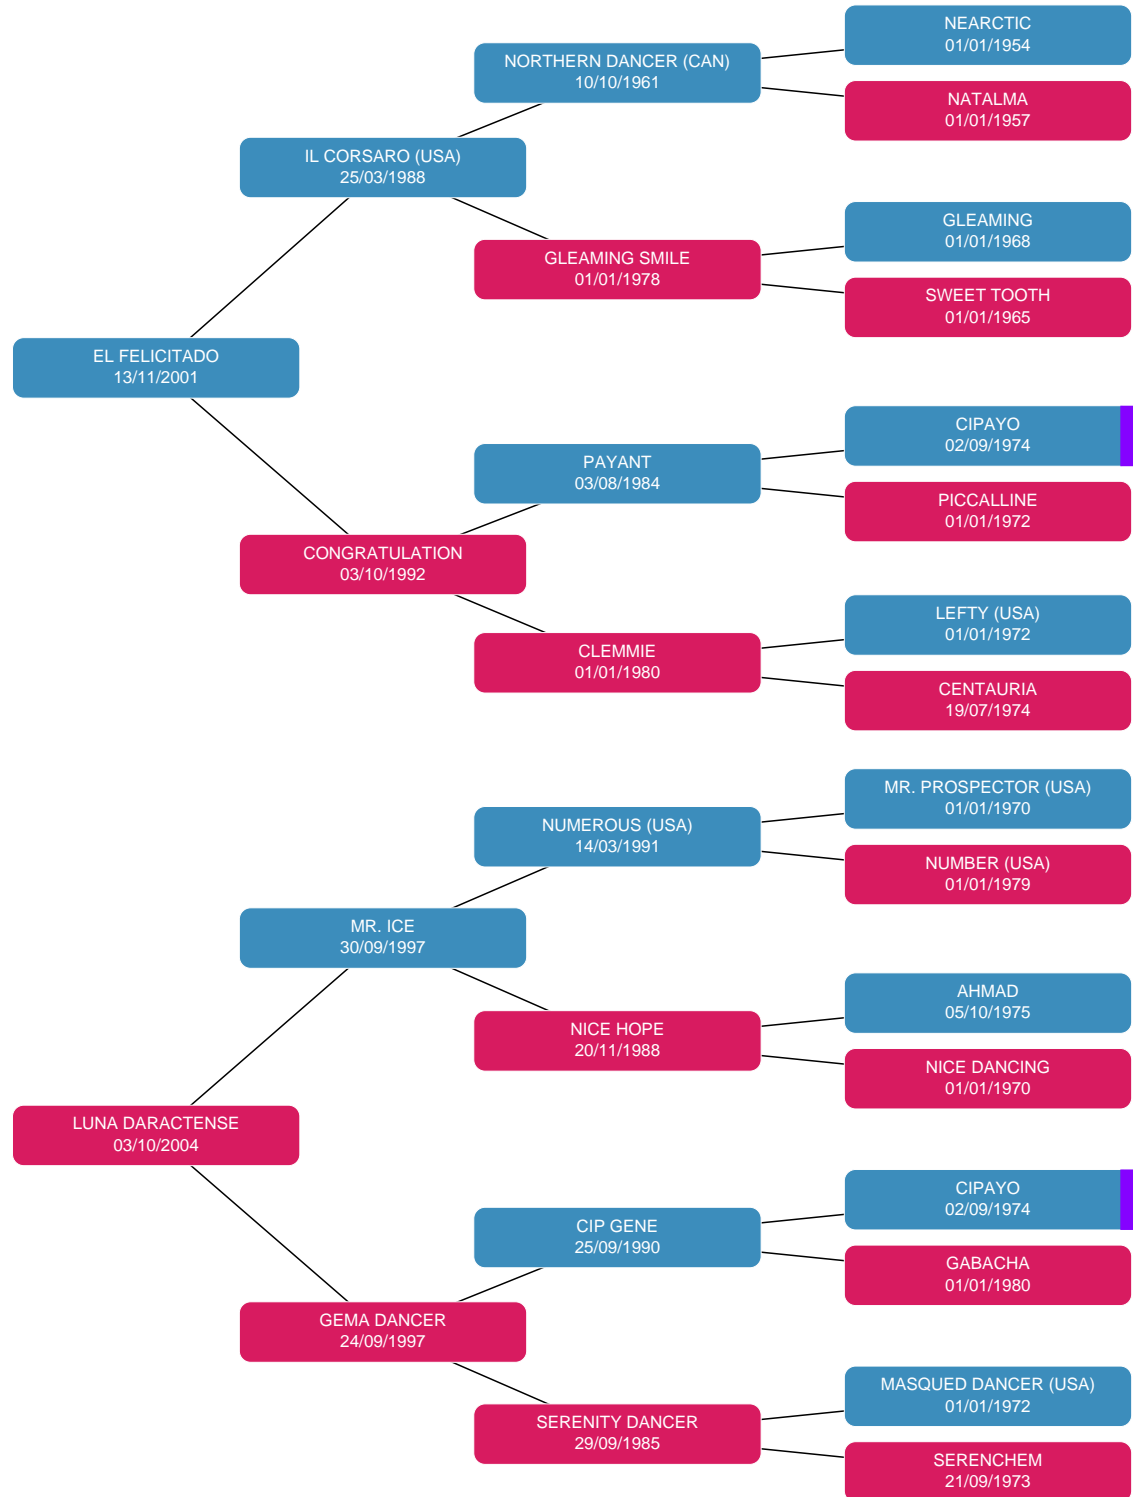 NEARCTIC
01/01/1954
NORTHERN DANCER (CAN)
10/10/1961
NATALMA
01/01/1957
IL CORSARO (USA)
25/03/1988
GLEAMING
01/01/1968
GLEAMING SMILE
01/01/1978
SWEET TOOTH
01/01/1965
EL FELICITADO
13/11/2001
CIPAYO
02/09/1974
PAYANT
03/08/1984
PICCALLINE
01/01/1972
CONGRATULATION
03/10/1992
LEFTY (USA)
01/01/1972
CLEMMIE
01/01/1980
CENTAURIA
19/07/1974
MR. PROSPECTOR (USA)
01/01/1970
NUMEROUS (USA)
14/03/1991
NUMBER (USA)
01/01/1979
MR. ICE
30/09/1997
AHMAD
05/10/1975
NICE HOPE
20/11/1988
NICE DANCING
01/01/1970
LUNA DARACTENSE
03/10/2004
CIPAYO
02/09/1974
CIP GENE
25/09/1990
GABACHA
01/01/1980
GEMA DANCER
24/09/1997
MASQUED DANCER (USA)
01/01/1972
SERENITY DANCER
29/09/1985
SERENCHEM
21/09/1973